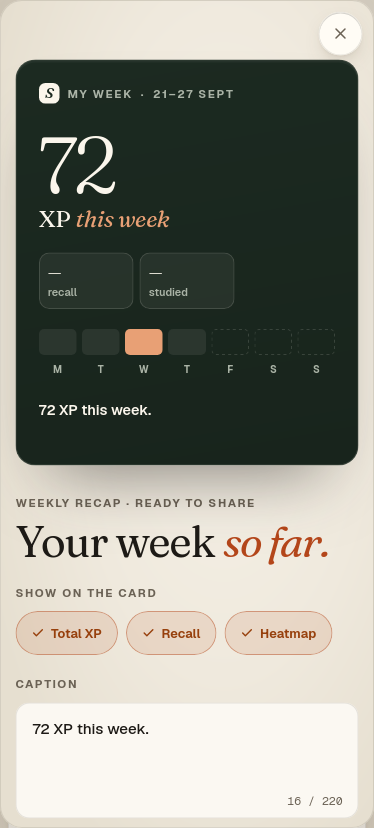 S MY WEEK · 21–27 SEPT
72
XP this week
— —
recall studied
M T W T F S S
72 XP this week.
WEEKLY RECAP · READY TO SHARE
Your week so far.
SHOW ON THE CARD
Total XP Recall Heatmap
CAPTION
72 XP this week.
16 / 220